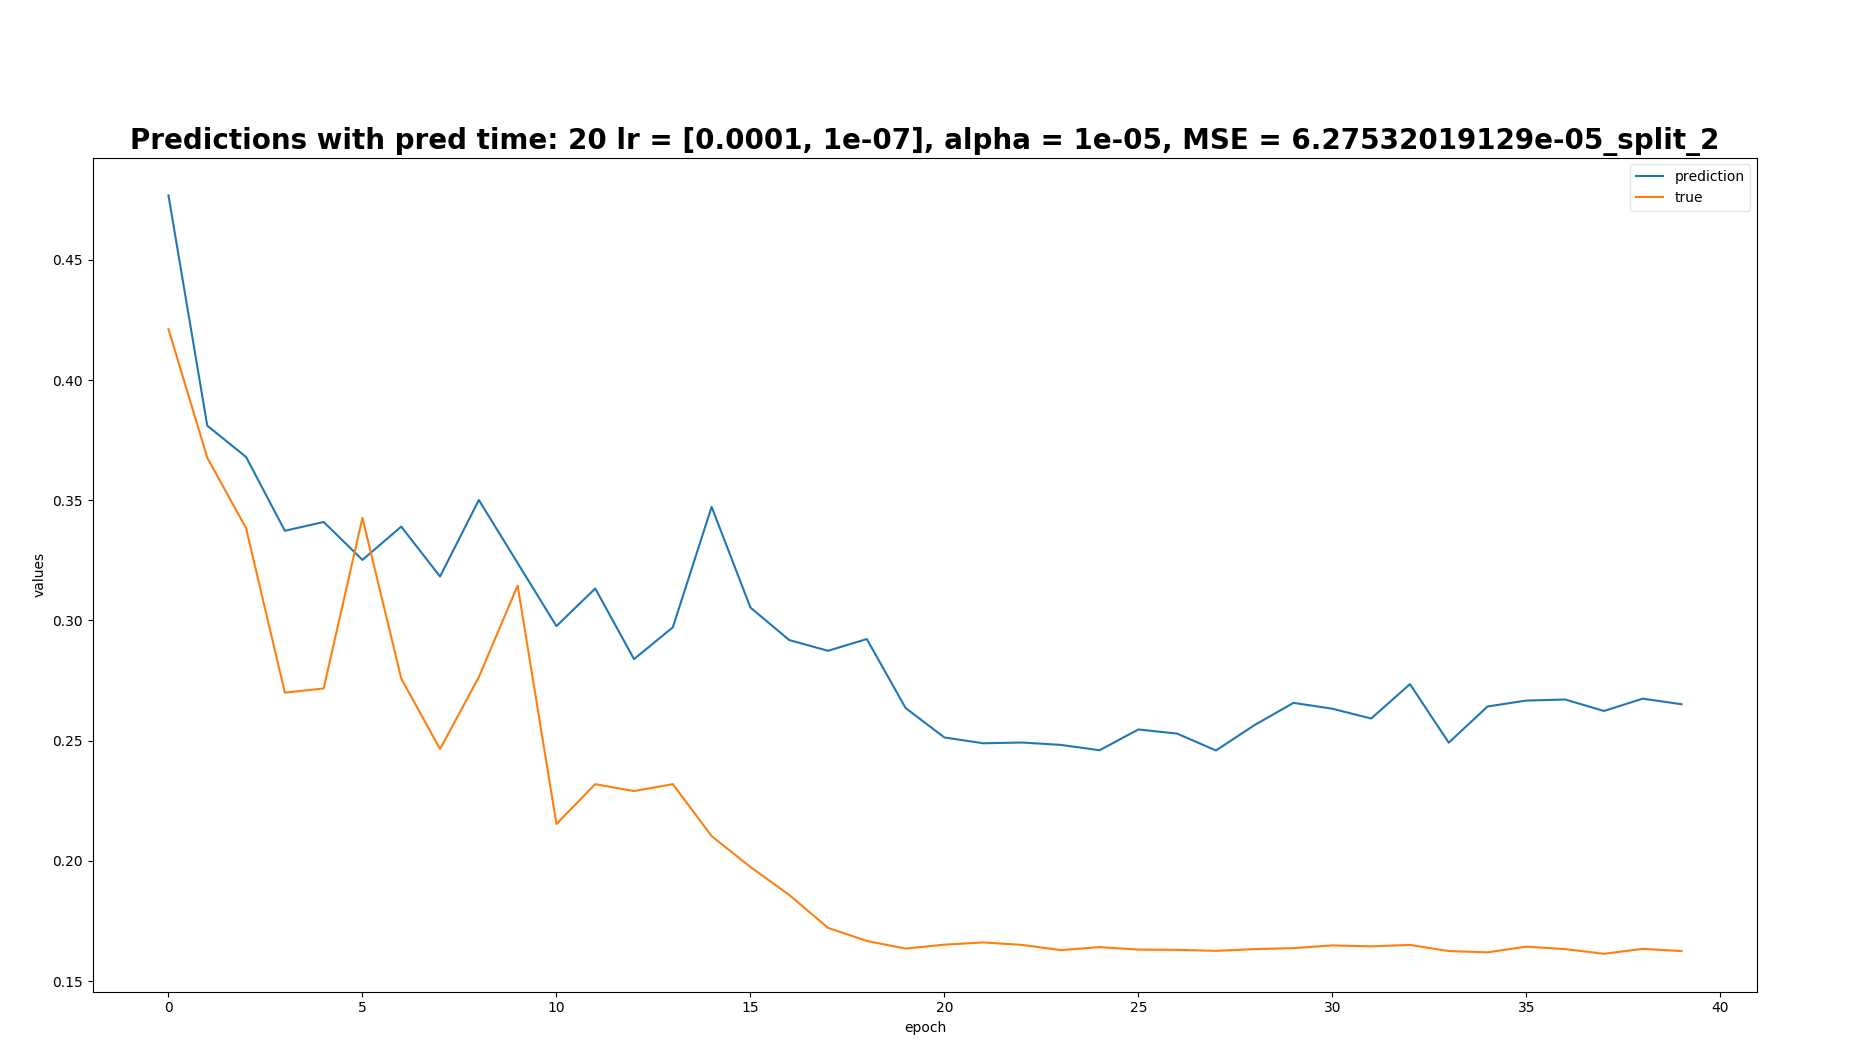 Predictions with pred time: 20 lr = [0.0001, 1e-07], alpha = 1e-05, MSE = 6.27532019129e-05_split_2
prediction
true
0.45
0.40
0.35
0.30
0.25
0.20
0.15
values
0 5 10 15 20 25 30 35 40
epoch